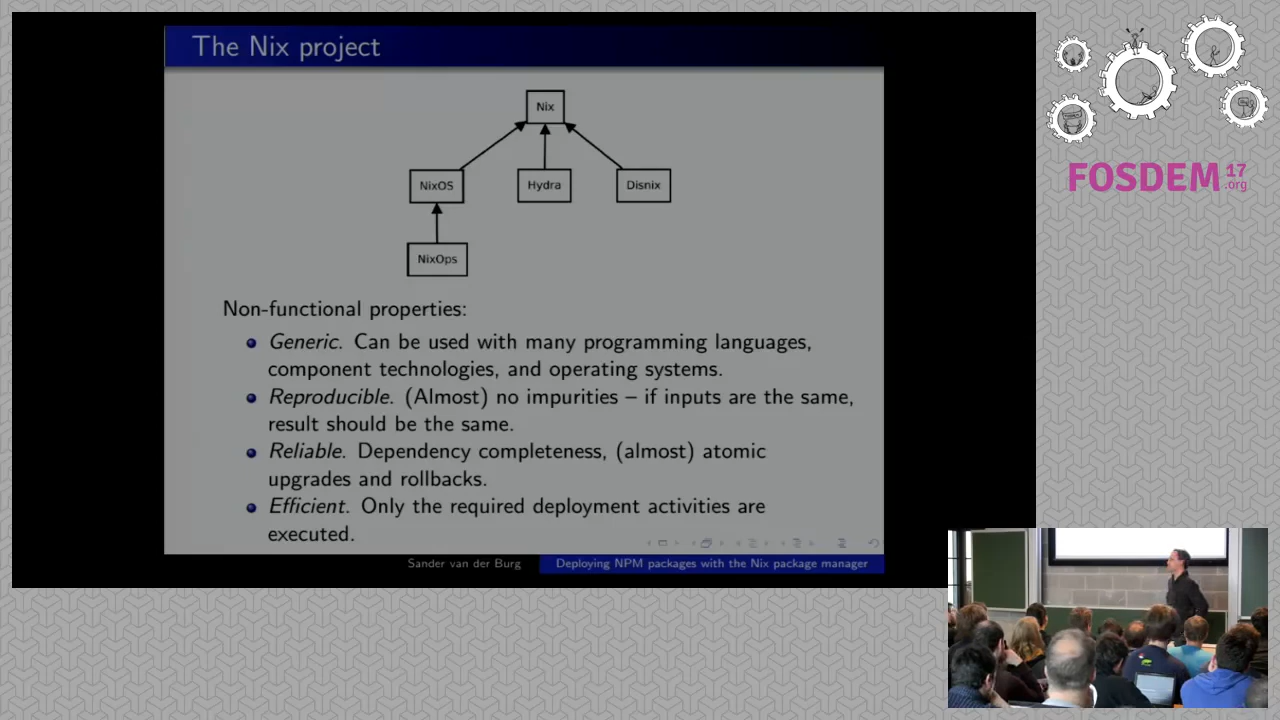 The Nix project
Nix
NixOS
Hydra
Disnix
NixOps
Non-functional properties:
Generic. Can be used with many programming languages,
component technologies, and operating systems.
Reproducible. (Almost) no impurities – if inputs are the same,
result should be the same.
Reliable. Dependency completeness, (almost) atomic
upgrades and rollbacks.
Efficient. Only the required deployment activities are
executed.
Sander van der Burg
Deploying NPM packages with the Nix package manager
FOSDEM 17
.org